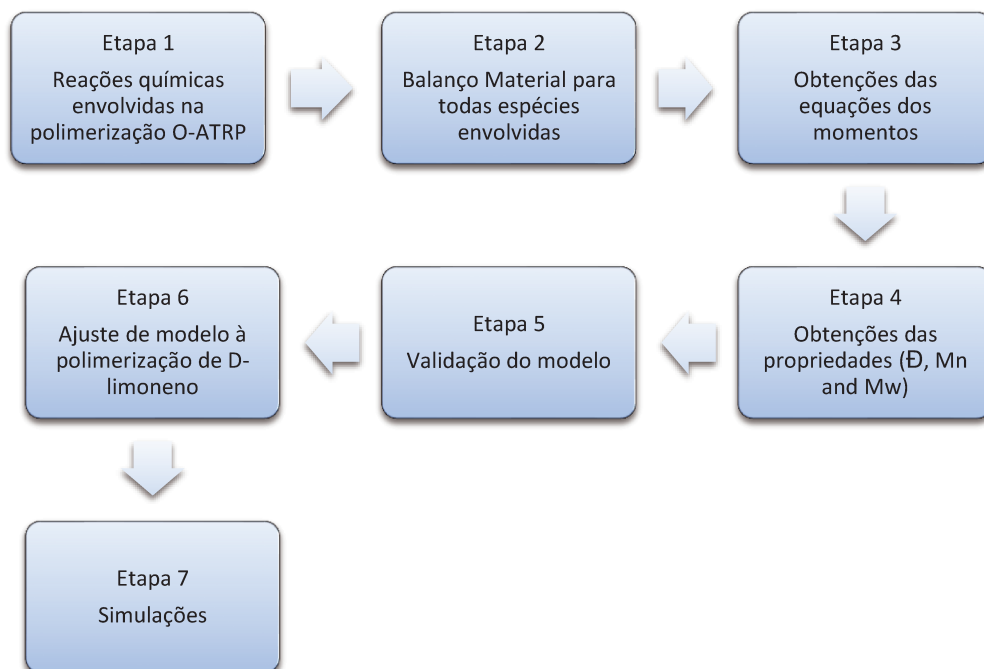 Etapa 1
Reações químicas
envolvidas na
polimerização O-ATRP
Etapa 2
Balanço Material para
todas espécies
envolvidas
Etapa 3
Obtenções das
equações dos
momentos
Etapa 4
Obtenções das
propriedades (Đ, Mn
and Mw)
Etapa 5
Validação do modelo
Etapa 6
Ajuste de modelo à
polimerização de D-
limoneno
Etapa 7
Simulações